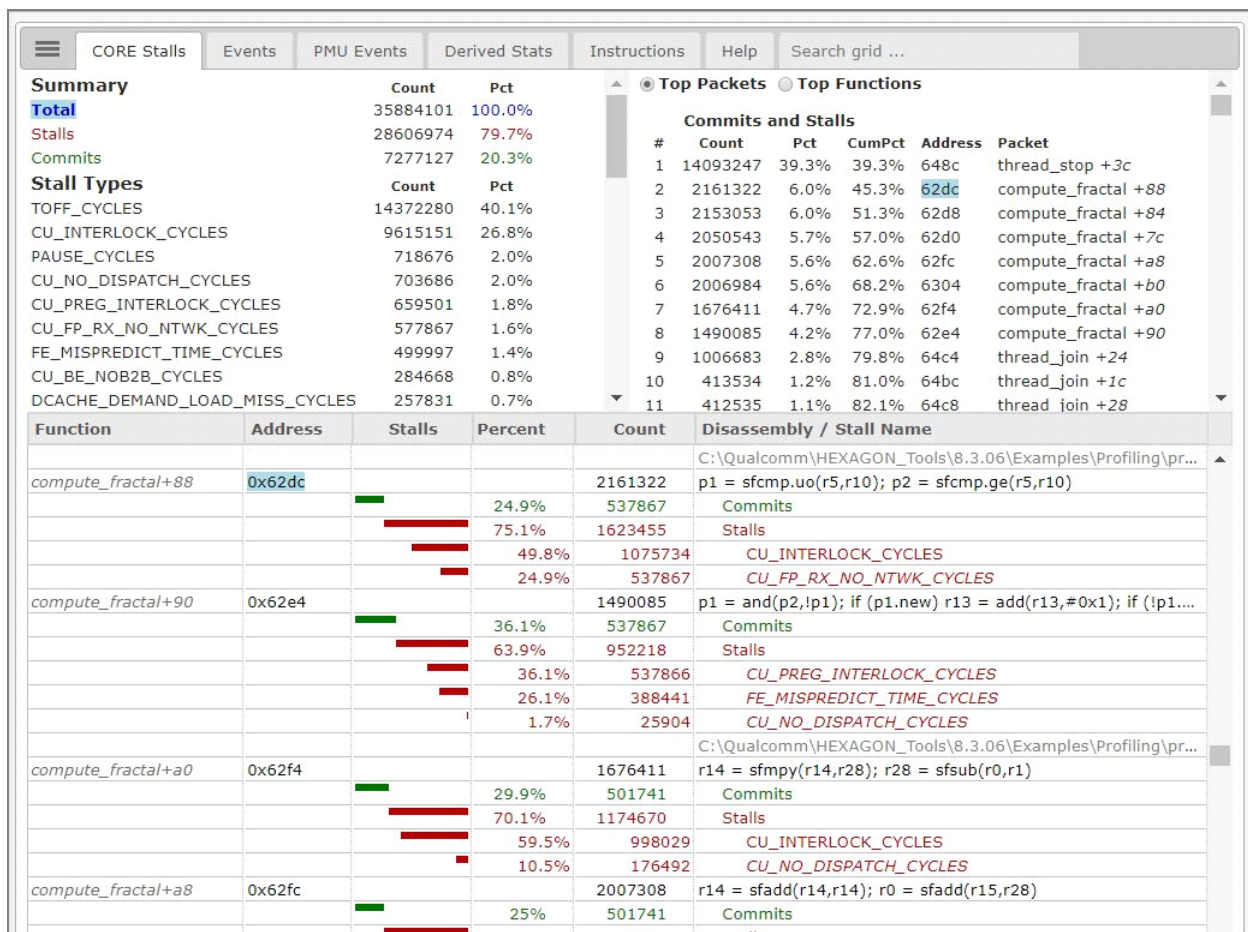 CORE Stalls Events PMU Events Derived Stats Instructions Help Search grid ...
Summary Count Pct
Total 35884101 100.0%
Stalls 28606974 79.7%
Commits 7277127 20.3%
Stall Types Count Pct
TOFF_CYCLES 14372280 40.1%
CU_INTERLOCK_CYCLES 9615151 26.8%
PAUSE_CYCLES 718676 2.0%
CU_NO_DISPATCH_CYCLES 703686 2.0%
CU_PREG_INTERLOCK_CYCLES 659501 1.8%
CU_FP_RX_NO_NTWK_CYCLES 577867 1.6%
FE_MISPREDICT_TIME_CYCLES 499997 1.4%
CU_BE_NOB2B_CYCLES 284668 0.8%
DCACHE_DEMAND_LOAD_MISS_CYCLES 257831 0.7%
Top Packets Top Functions
Commits and Stalls
# Count Pct CumPct Address Packet
1 14093247 39.3% 39.3% 648c thread_stop +3c
2 2161322 6.0% 45.3% 62dc compute_fractal +88
3 2153053 6.0% 51.3% 62d8 compute_fractal +84
4 2050543 5.7% 57.0% 62d0 compute_fractal +7c
5 2007308 5.6% 62.6% 62fc compute_fractal +a8
6 2006984 5.6% 68.2% 6304 compute_fractal +b0
7 1676411 4.7% 72.9% 62f4 compute_fractal +a0
8 1490085 4.2% 77.0% 62e4 compute_fractal +90
9 1006683 2.8% 79.8% 64c4 thread_join +24
10 413534 1.2% 81.0% 64bc thread_join +1c
11 412535 1.1% 82.1% 64c8 thread_join +28
Function Address Stalls Percent Count Disassembly / Stall Name
C:\Qualcomm\HEXAGON_Tools\8.3.06\Examples\Profiling\pr...
compute_fractal+88 0x62dc 2161322 p1 = sfcmp.uo(r5,r10); p2 = sfcmp.ge(r5,r10)
24.9% 537867 Commits
75.1% 1623455 Stalls
49.8% 1075734 CU_INTERLOCK_CYCLES
24.9% 537867 CU_FP_RX_NO_NTWK_CYCLES
compute_fractal+90 0x62e4 1490085 p1 = and(p2,!p1); if (p1.new) r13 = add(r13,#0x1); if (!p1....
36.1% 537867 Commits
63.9% 952218 Stalls
36.1% 537866 CU_PREG_INTERLOCK_CYCLES
26.1% 388441 FE_MISPREDICT_TIME_CYCLES
1.7% 25904 CU_NO_DISPATCH_CYCLES
C:\Qualcomm\HEXAGON_Tools\8.3.06\Examples\Profiling\pr...
compute_fractal+a0 0x62f4 1676411 r14 = sfmpy(r14,r28); r28 = sfsub(r0,r1)
29.9% 501741 Commits
70.1% 1174670 Stalls
59.5% 998029 CU_INTERLOCK_CYCLES
10.5% 176492 CU_NO_DISPATCH_CYCLES
compute_fractal+a8 0x62fc 2007308 r14 = sfadd(r14,r14); r0 = sfadd(r15,r28)
25% 501741 Commits